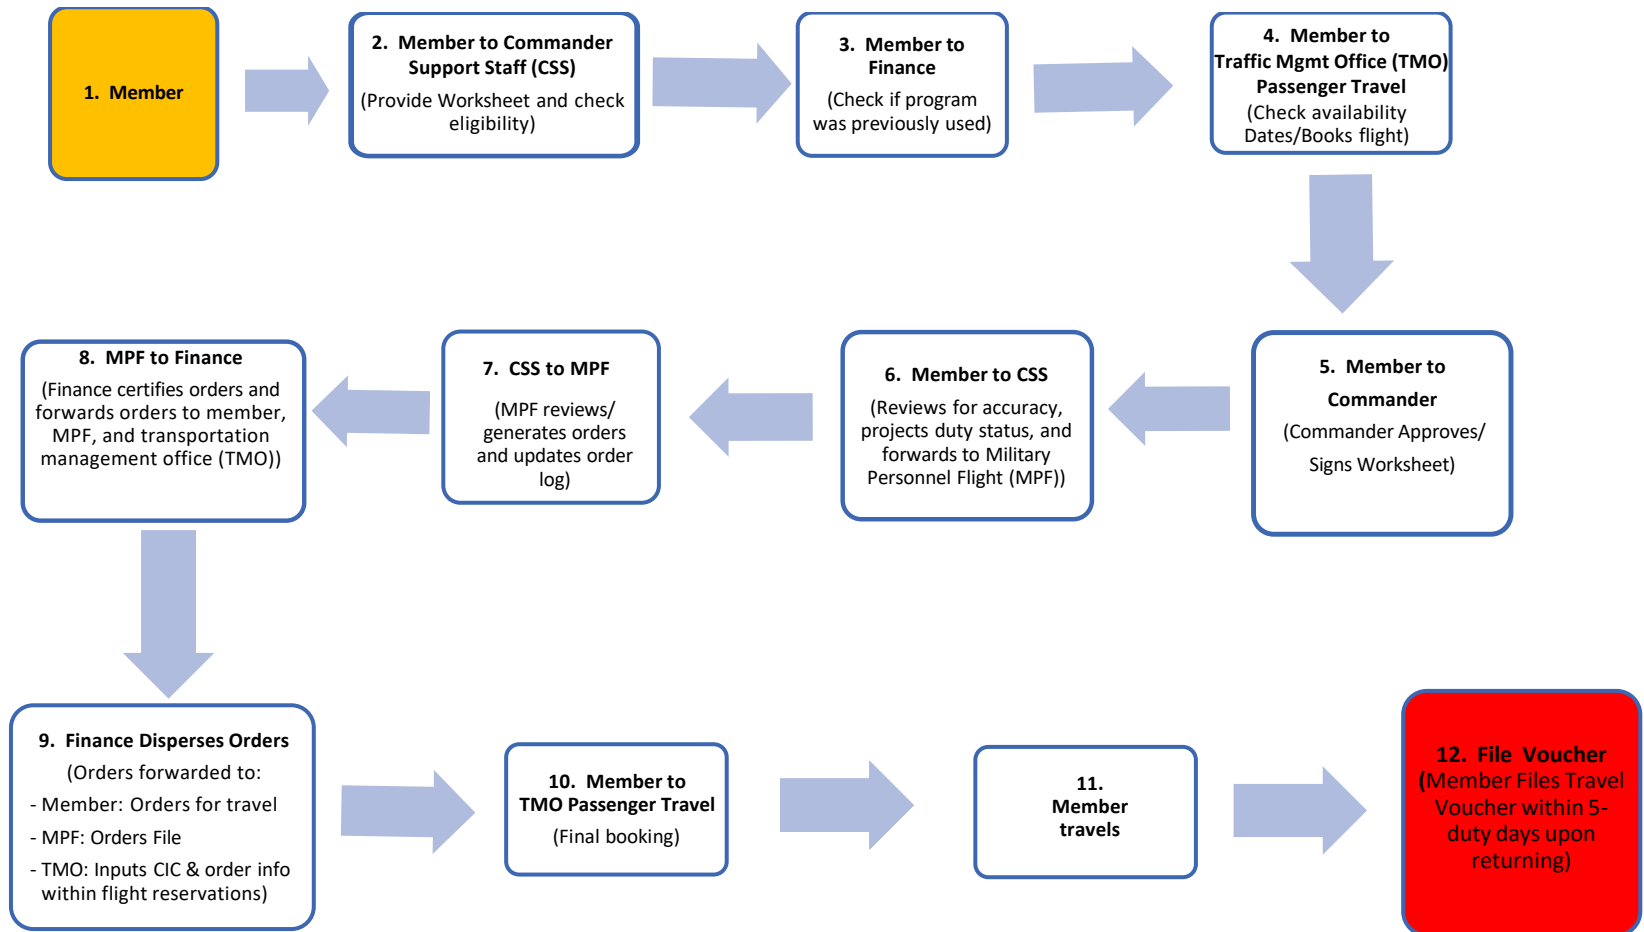 1. Member
2. Member to Commander
Support Staff (CSS)
(Provide Worksheet and check
eligibility)
3. Member to
Finance
(Check if program
was previously used)
4. Member to
Traffic Mgmt Office (TMO)
Passenger Travel
(Check availability
Dates/Books flight)
5. Member to
Commander
(Commander Approves/
Signs Worksheet)
6. Member to CSS
(Reviews for accuracy,
projects duty status, and
forwards to Military
Personnel Flight (MPF))
7. CSS to MPF
(MPF reviews/
generates orders
and updates order
log)
8. MPF to Finance
(Finance certifies orders and
forwards orders to member,
MPF, and transportation
management office (TMO))
9. Finance Disperses Orders
(Orders forwarded to:
- Member: Orders for travel
- MPF: Orders File
- TMO: Inputs CIC & order info
within flight reservations)
10. Member to
TMO Passenger Travel
(Final booking)
11.
Member
travels
12. File Voucher
(Member Files Travel
Voucher within 5-
duty days upon
returning)